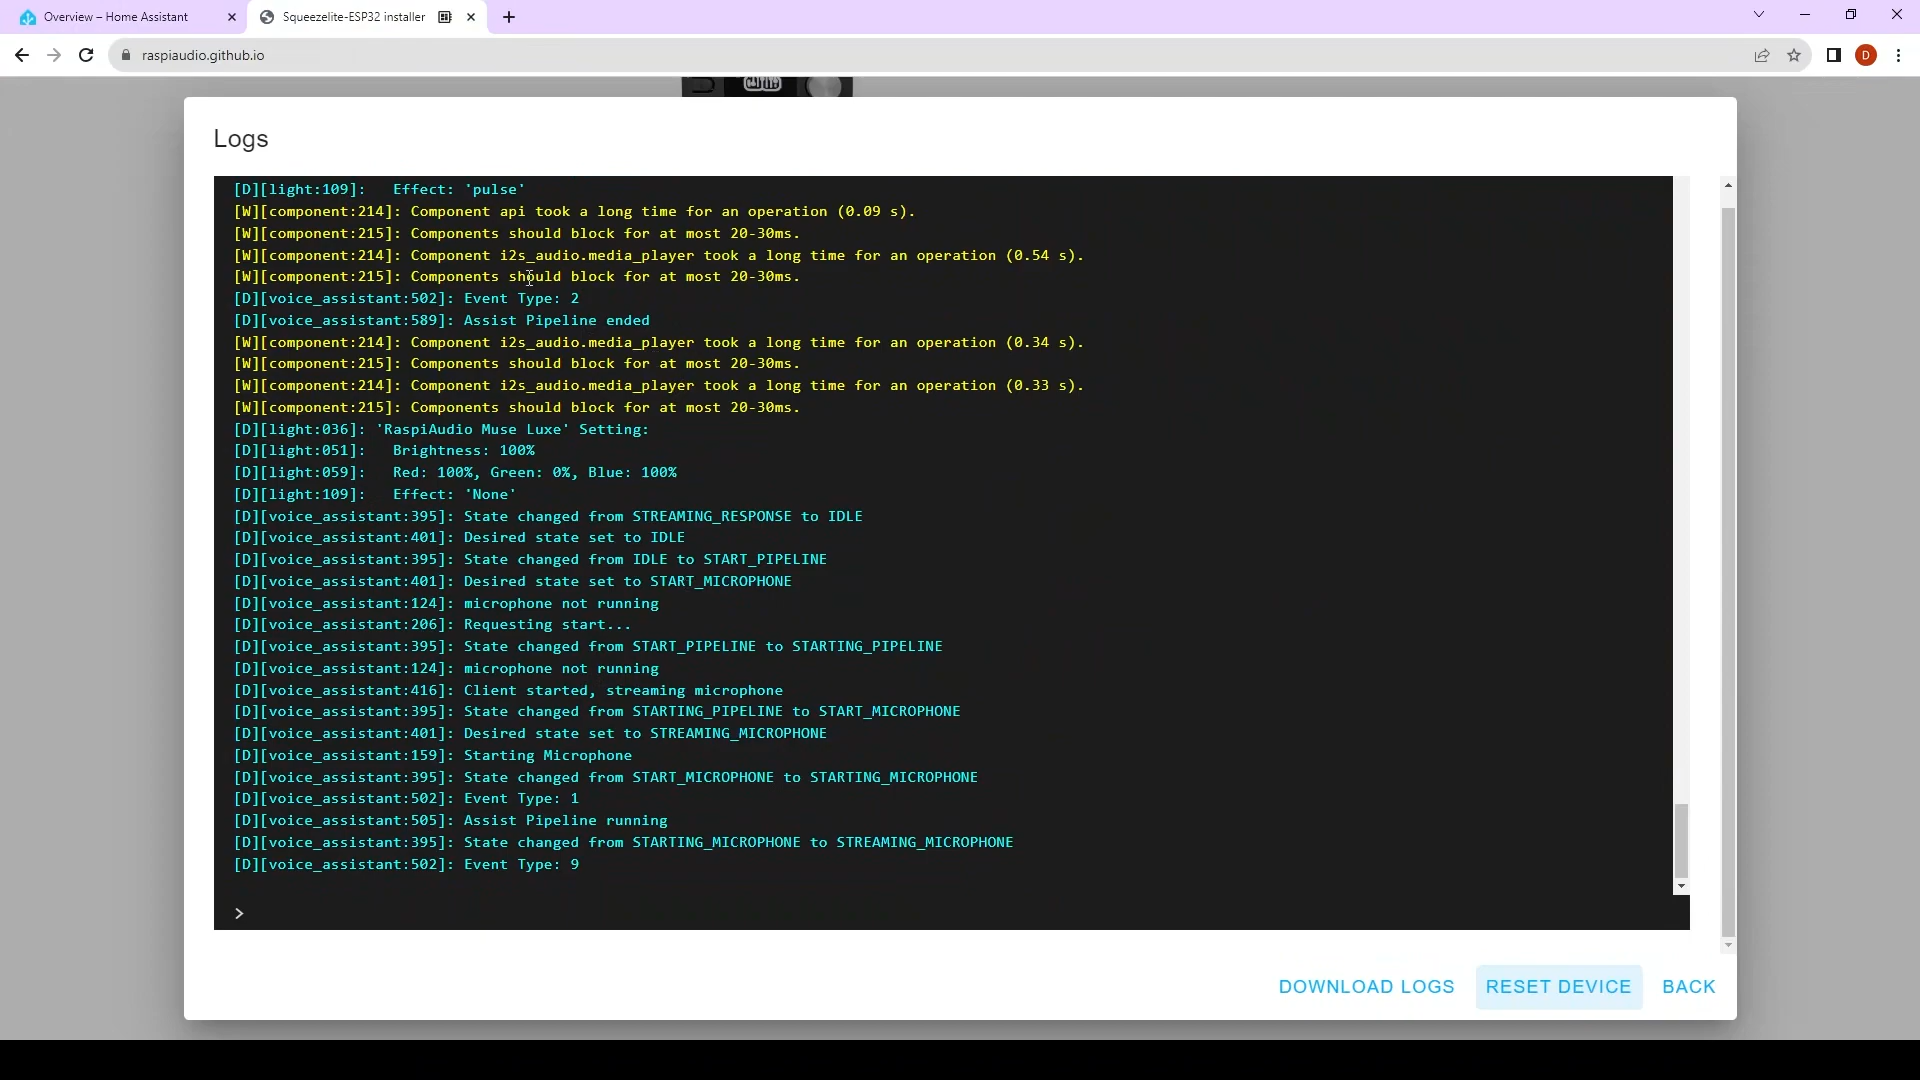 Overview – Home Assistant
Squeezelite-ESP32 installer
raspiaudio.github.io
D
Logs
[D][light:109]:   Effect: 'pulse'
[W][component:214]: Component api took a long time for an operation (0.09 s).
[W][component:215]: Components should block for at most 20-30ms.
[W][component:214]: Component i2s_audio.media_player took a long time for an operation (0.54 s).
[W][component:215]: Components should block for at most 20-30ms.
[D][voice_assistant:502]: Event Type: 2
[D][voice_assistant:589]: Assist Pipeline ended
[W][component:214]: Component i2s_audio.media_player took a long time for an operation (0.34 s).
[W][component:215]: Components should block for at most 20-30ms.
[W][component:214]: Component i2s_audio.media_player took a long time for an operation (0.33 s).
[W][component:215]: Components should block for at most 20-30ms.
[D][light:036]: 'RaspiAudio Muse Luxe' Setting:
[D][light:051]:   Brightness: 100%
[D][light:059]:   Red: 100%, Green: 0%, Blue: 100%
[D][light:109]:   Effect: 'None'
[D][voice_assistant:395]: State changed from STREAMING_RESPONSE to IDLE
[D][voice_assistant:401]: Desired state set to IDLE
[D][voice_assistant:395]: State changed from IDLE to START_PIPELINE
[D][voice_assistant:401]: Desired state set to START_MICROPHONE
[D][voice_assistant:124]: microphone not running
[D][voice_assistant:206]: Requesting start...
[D][voice_assistant:395]: State changed from START_PIPELINE to STARTING_PIPELINE
[D][voice_assistant:124]: microphone not running
[D][voice_assistant:416]: Client started, streaming microphone
[D][voice_assistant:395]: State changed from STARTING_PIPELINE to START_MICROPHONE
[D][voice_assistant:401]: Desired state set to STREAMING_MICROPHONE
[D][voice_assistant:159]: Starting Microphone
[D][voice_assistant:395]: State changed from START_MICROPHONE to STARTING_MICROPHONE
[D][voice_assistant:502]: Event Type: 1
[D][voice_assistant:505]: Assist Pipeline running
[D][voice_assistant:395]: State changed from STARTING_MICROPHONE to STREAMING_MICROPHONE
[D][voice_assistant:502]: Event Type: 9
>
DOWNLOAD LOGS
RESET DEVICE
BACK